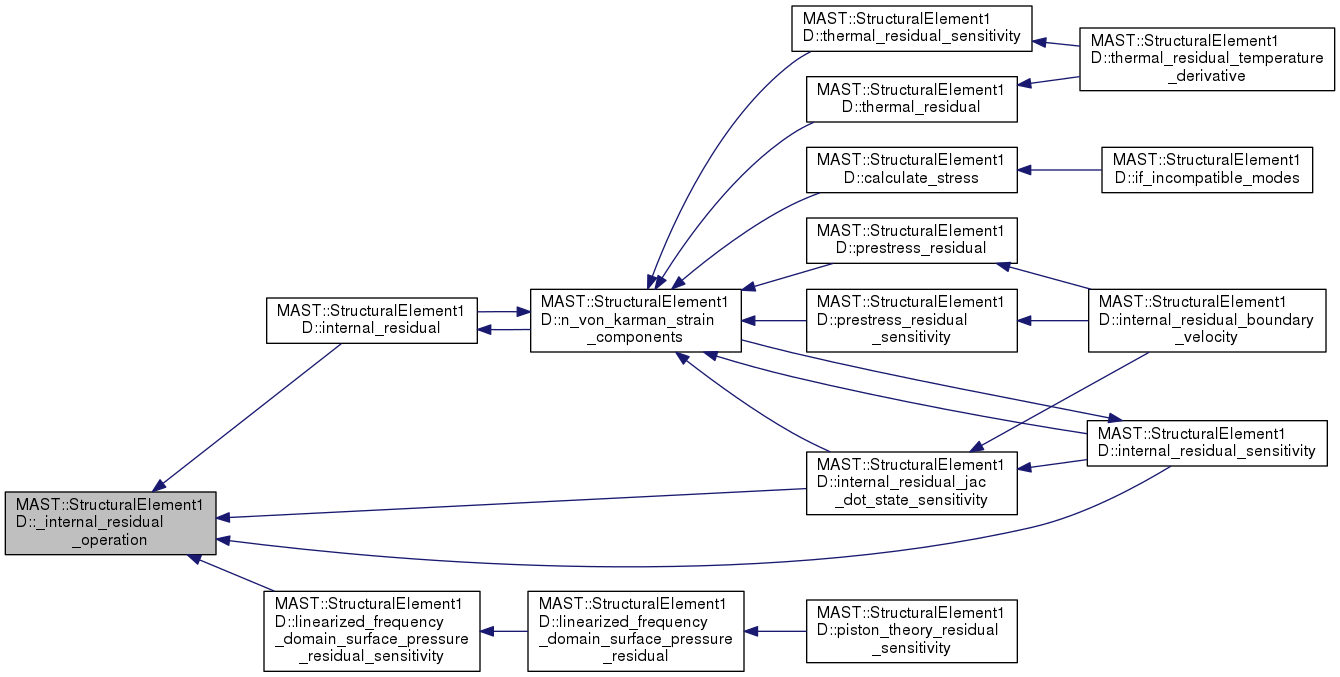 MAST::StructuralElement1
D::thermal_residual_sensitivity
MAST::StructuralElement1
D::thermal_residual_temperature
_derivative
MAST::StructuralElement1
D::thermal_residual
MAST::StructuralElement1
D::calculate_stress
MAST::StructuralElement1
D::if_incompatible_modes
MAST::StructuralElement1
D::prestress_residual
MAST::StructuralElement1
D::internal_residual
MAST::StructuralElement1
D::n_von_karman_strain
_components
MAST::StructuralElement1
D::prestress_residual
_sensitivity
MAST::StructuralElement1
D::internal_residual_boundary
_velocity
MAST::StructuralElement1
D::internal_residual_sensitivity
MAST::StructuralElement1
D::internal_residual_jac
_dot_state_sensitivity
MAST::StructuralElement1
D::_internal_residual
_operation
MAST::StructuralElement1
D::linearized_frequency
_domain_surface_pressure
_residual_sensitivity
MAST::StructuralElement1
D::linearized_frequency
_domain_surface_pressure
_residual
MAST::StructuralElement1
D::piston_theory_residual
_sensitivity